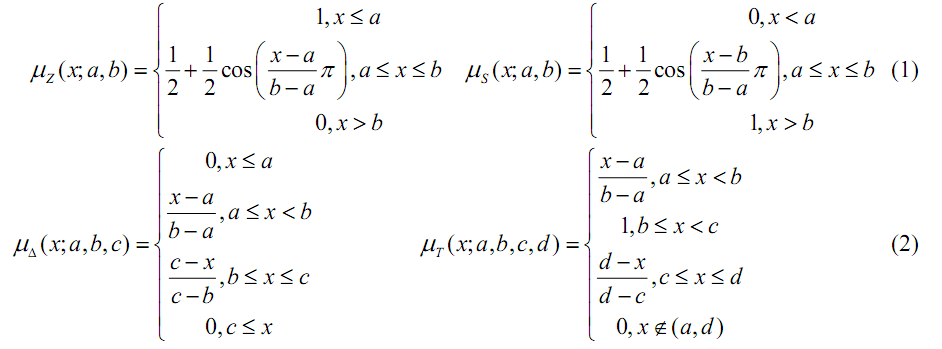 μ_Z(x;a,b) = { 1, x ≤ a; 1/2 + 1/2 cos((x−a)/(b−a) π), a ≤ x ≤ b; 0, x > b   μ_S(x;a,b) = { 0, x < a; 1/2 + 1/2 cos((x−b)/(b−a) π), a ≤ x ≤ b; 1, x > b   (1)
μ_Δ(x;a,b,c) = { 0, x ≤ a; (x−a)/(b−a), a ≤ x < b; (c−x)/(c−b), b ≤ x ≤ c; 0, c ≤ x   μ_T(x;a,b,c,d) = { (x−a)/(b−a), a ≤ x < b; 1, b ≤ x < c; (d−x)/(d−c), c ≤ x ≤ d; 0, x ∉ (a,d)   (2)